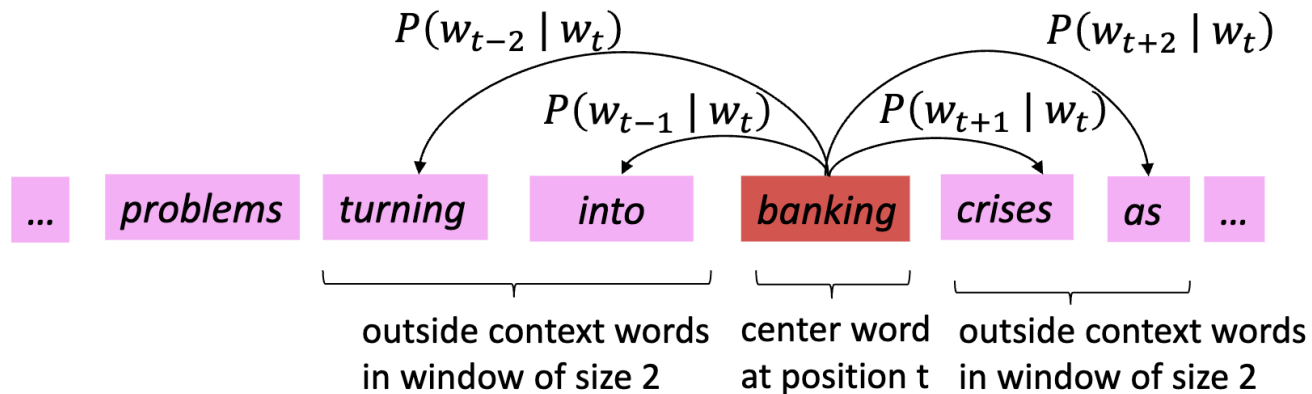 P(w_{t−2} | w_t) P(w_{t+2} | w_t)
P(w_{t−1} | w_t) P(w_{t+1} | w_t)
... problems turning into banking crises as ...
outside context words center word outside context words
in window of size 2 at position t in window of size 2